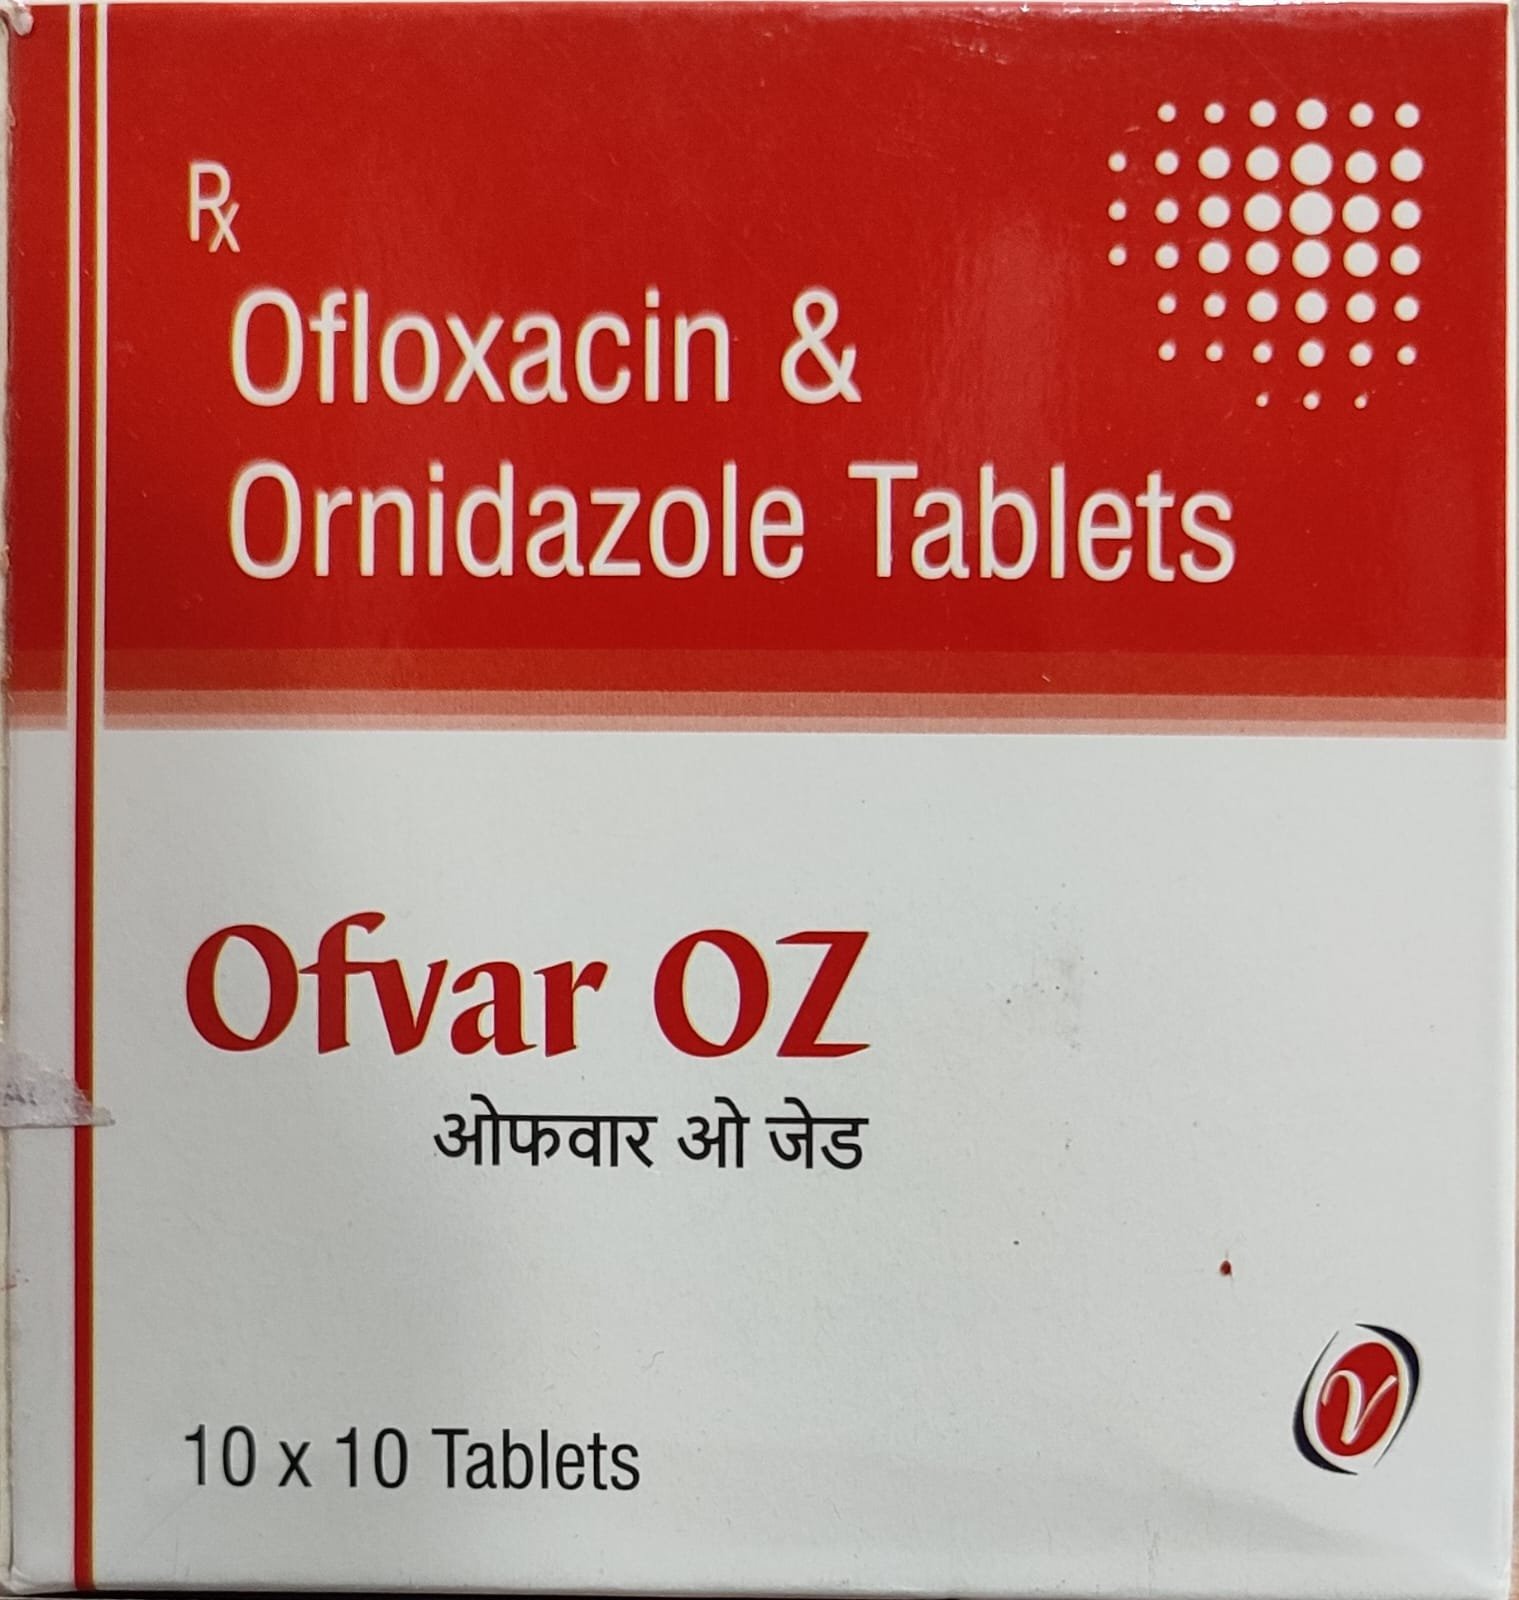 Rx
Ofloxacin &
Ornidazole Tablets
Ofvar OZ
ओफवार ओ जेड
10 x 10 Tablets
V